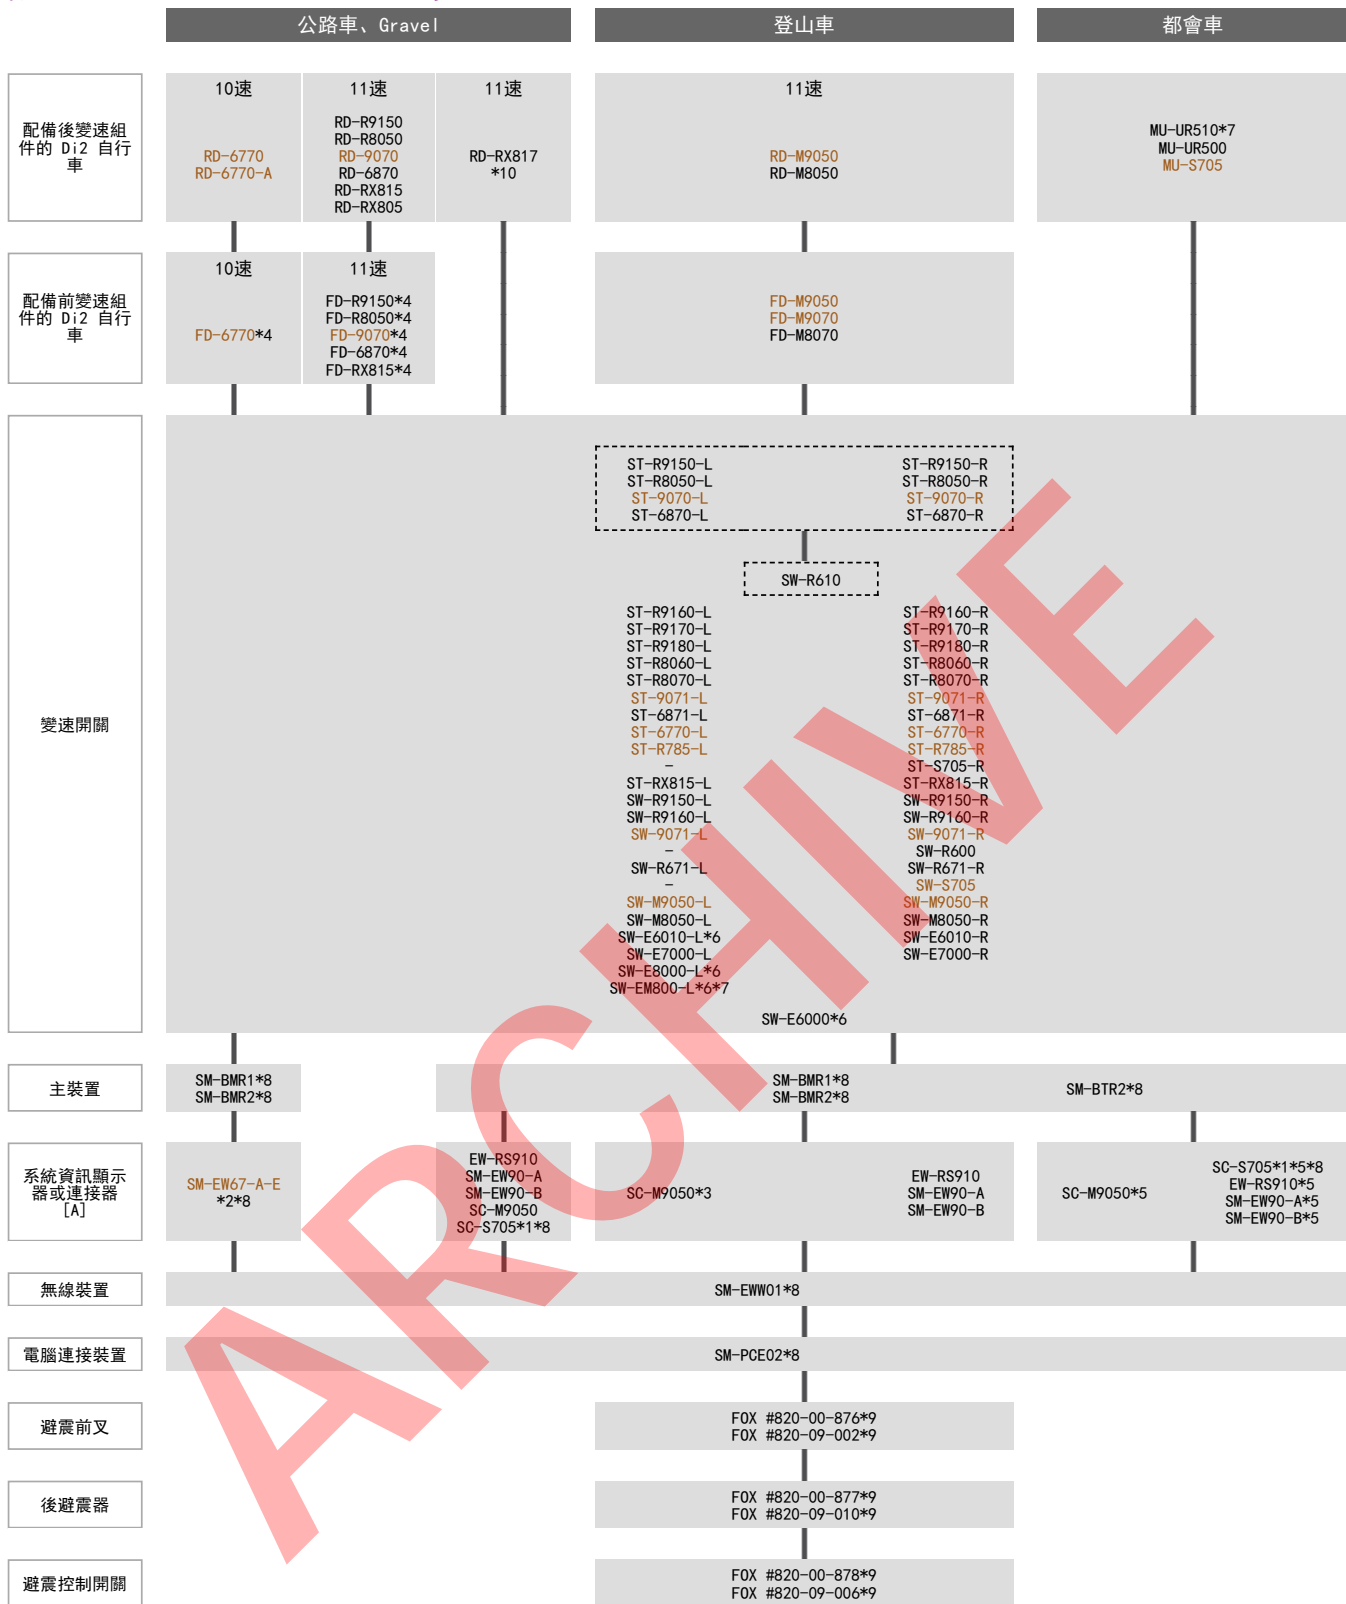 公路車、Gravel
登山車
都會車
配備後變速組
件的 Di2 自行
車
10速
RD-6770
RD-6770-A
11速
RD-R9150
RD-R8050
RD-9070
RD-6870
RD-RX815
RD-RX805
11速
RD-RX817
*10
11速
RD-M9050
RD-M8050
MU-UR510*7
MU-UR500
MU-S705
配備前變速組
件的 Di2 自行
車
10速
FD-6770*4
11速
FD-R9150*4
FD-R8050*4
FD-9070*4
FD-6870*4
FD-RX815*4
FD-M9050
FD-M9070
FD-M8070
變速開關
ST-R9150-L ST-R9150-R
ST-R8050-L ST-R8050-R
ST-9070-L ST-9070-R
ST-6870-L ST-6870-R
SW-R610
ST-R9160-L ST-R9160-R
ST-R9170-L ST-R9170-R
ST-R9180-L ST-R9180-R
ST-R8060-L ST-R8060-R
ST-R8070-L ST-R8070-R
ST-9071-L ST-9071-R
ST-6871-L ST-6871-R
ST-6770-L ST-6770-R
ST-R785-L ST-R785-R
- ST-S705-R
ST-RX815-L ST-RX815-R
SW-R9150-L SW-R9150-R
SW-R9160-L SW-R9160-R
SW-9071-L SW-9071-R
- SW-R600
SW-R671-L SW-R671-R
- SW-S705
SW-M9050-L SW-M9050-R
SW-M8050-L SW-M8050-R
SW-E6010-L*6 SW-E6010-R
SW-E7000-L SW-E7000-R
SW-E8000-L*6
SW-EM800-L*6*7
SW-E6000*6
主裝置
SM-BMR1*8
SM-BMR2*8
SM-BMR1*8
SM-BMR2*8
SM-BTR2*8
系統資訊顯示
器或連接器
[A]
SM-EW67-A-E
*2*8
EW-RS910
SM-EW90-A
SM-EW90-B
SC-M9050
SC-S705*1*8
SC-M9050*3
EW-RS910
SM-EW90-A
SM-EW90-B
SC-M9050*5
SC-S705*1*5*8
EW-RS910*5
SM-EW90-A*5
SM-EW90-B*5
無線裝置
SM-EWW01*8
電腦連接裝置
SM-PCE02*8
避震前叉
FOX #820-00-876*9
FOX #820-09-002*9
後避震器
FOX #820-00-877*9
FOX #820-09-010*9
避震控制開關
FOX #820-00-878*9
FOX #820-09-006*9
ARCHIVE